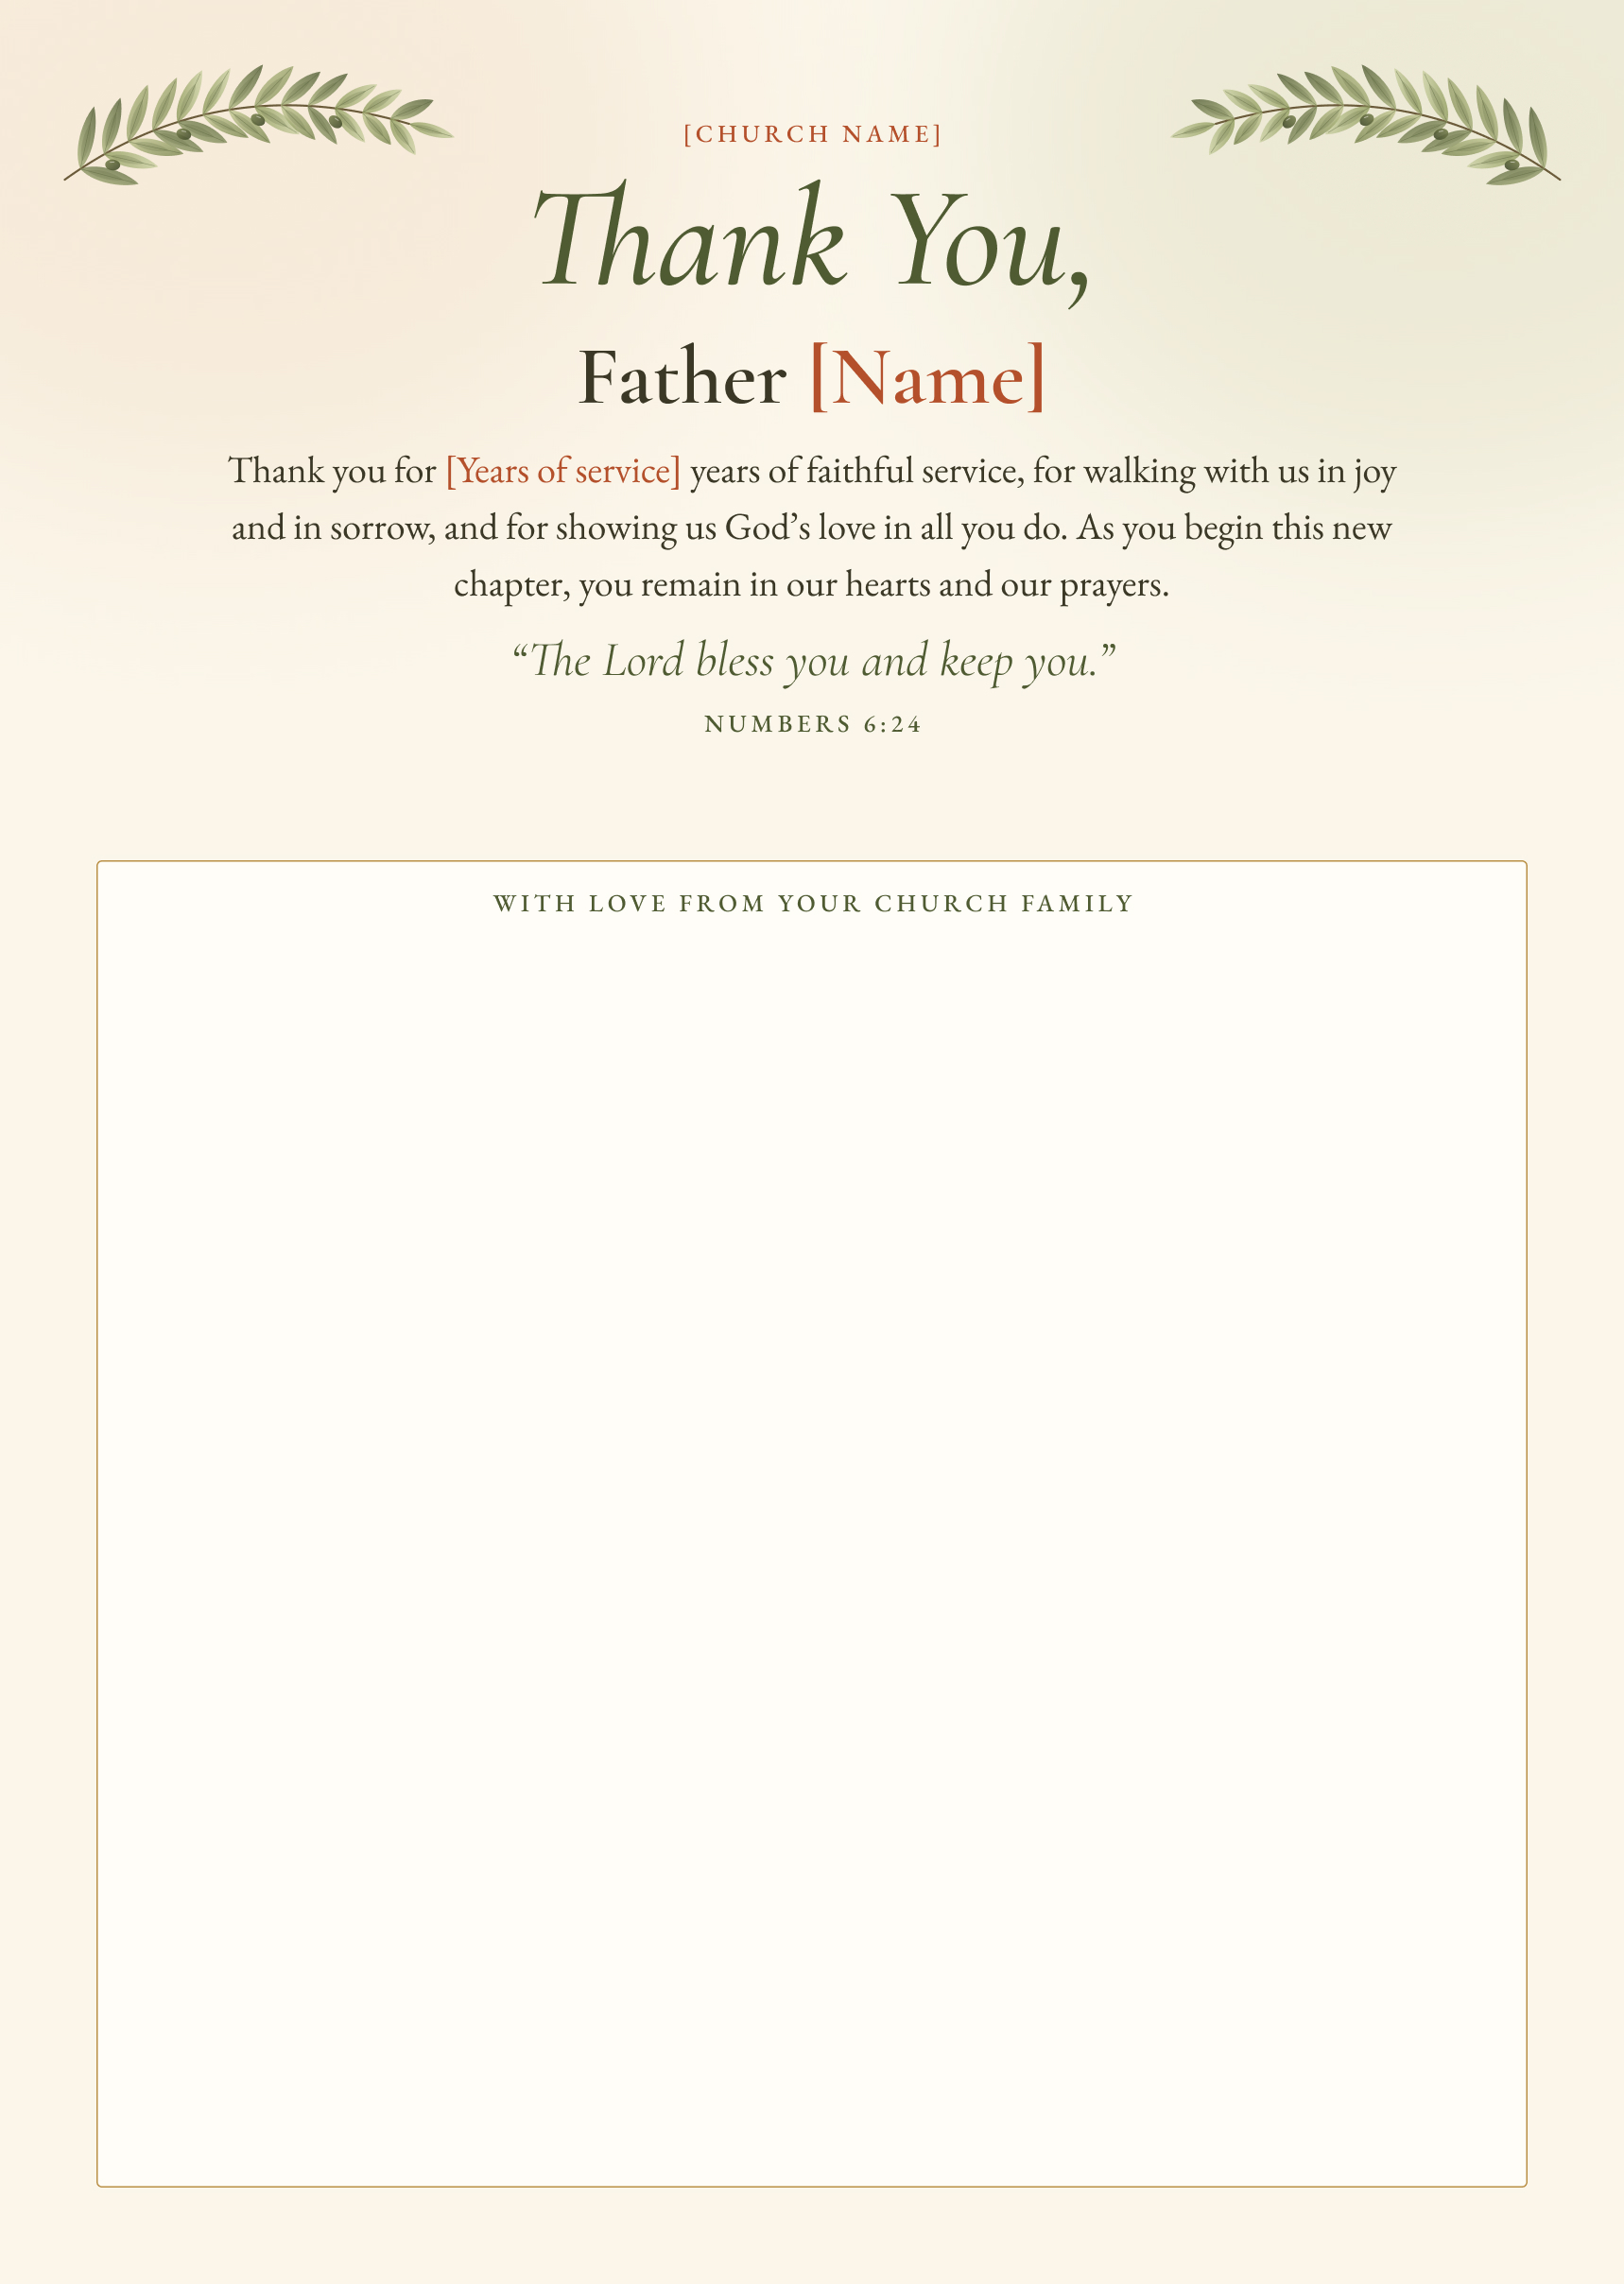 [CHURCH NAME]
Thank You,
Father [Name]
Thank you for [Years of service] years of faithful service, for walking with us in joy
and in sorrow, and for showing us God’s love in all you do. As you begin this new
chapter, you remain in our hearts and our prayers.
“The Lord bless you and keep you.”
NUMBERS 6:24
WITH LOVE FROM YOUR CHURCH FAMILY